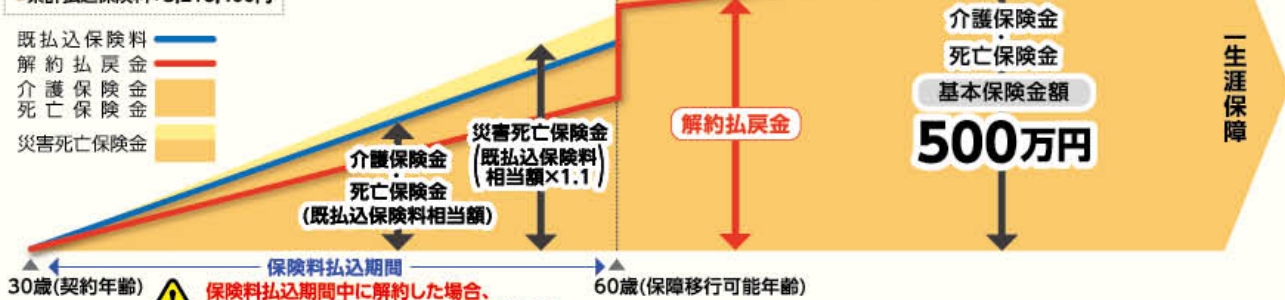 既払込保険料
解約払戻金
介護保険金
死亡保険金
災害死亡保険金
介護保険金
・
死亡保険金
(既払込保険料相当額)
災害死亡保険金
(既払込保険料
相当額×1.1)
解約払戻金
介護保険金
・
死亡保険金
基本保険金額
500万円
一生涯保障
保険料払込期間
30歳(契約年齢)
60歳(保障移行可能年齢)
保険料払込期間中に解約した場合、